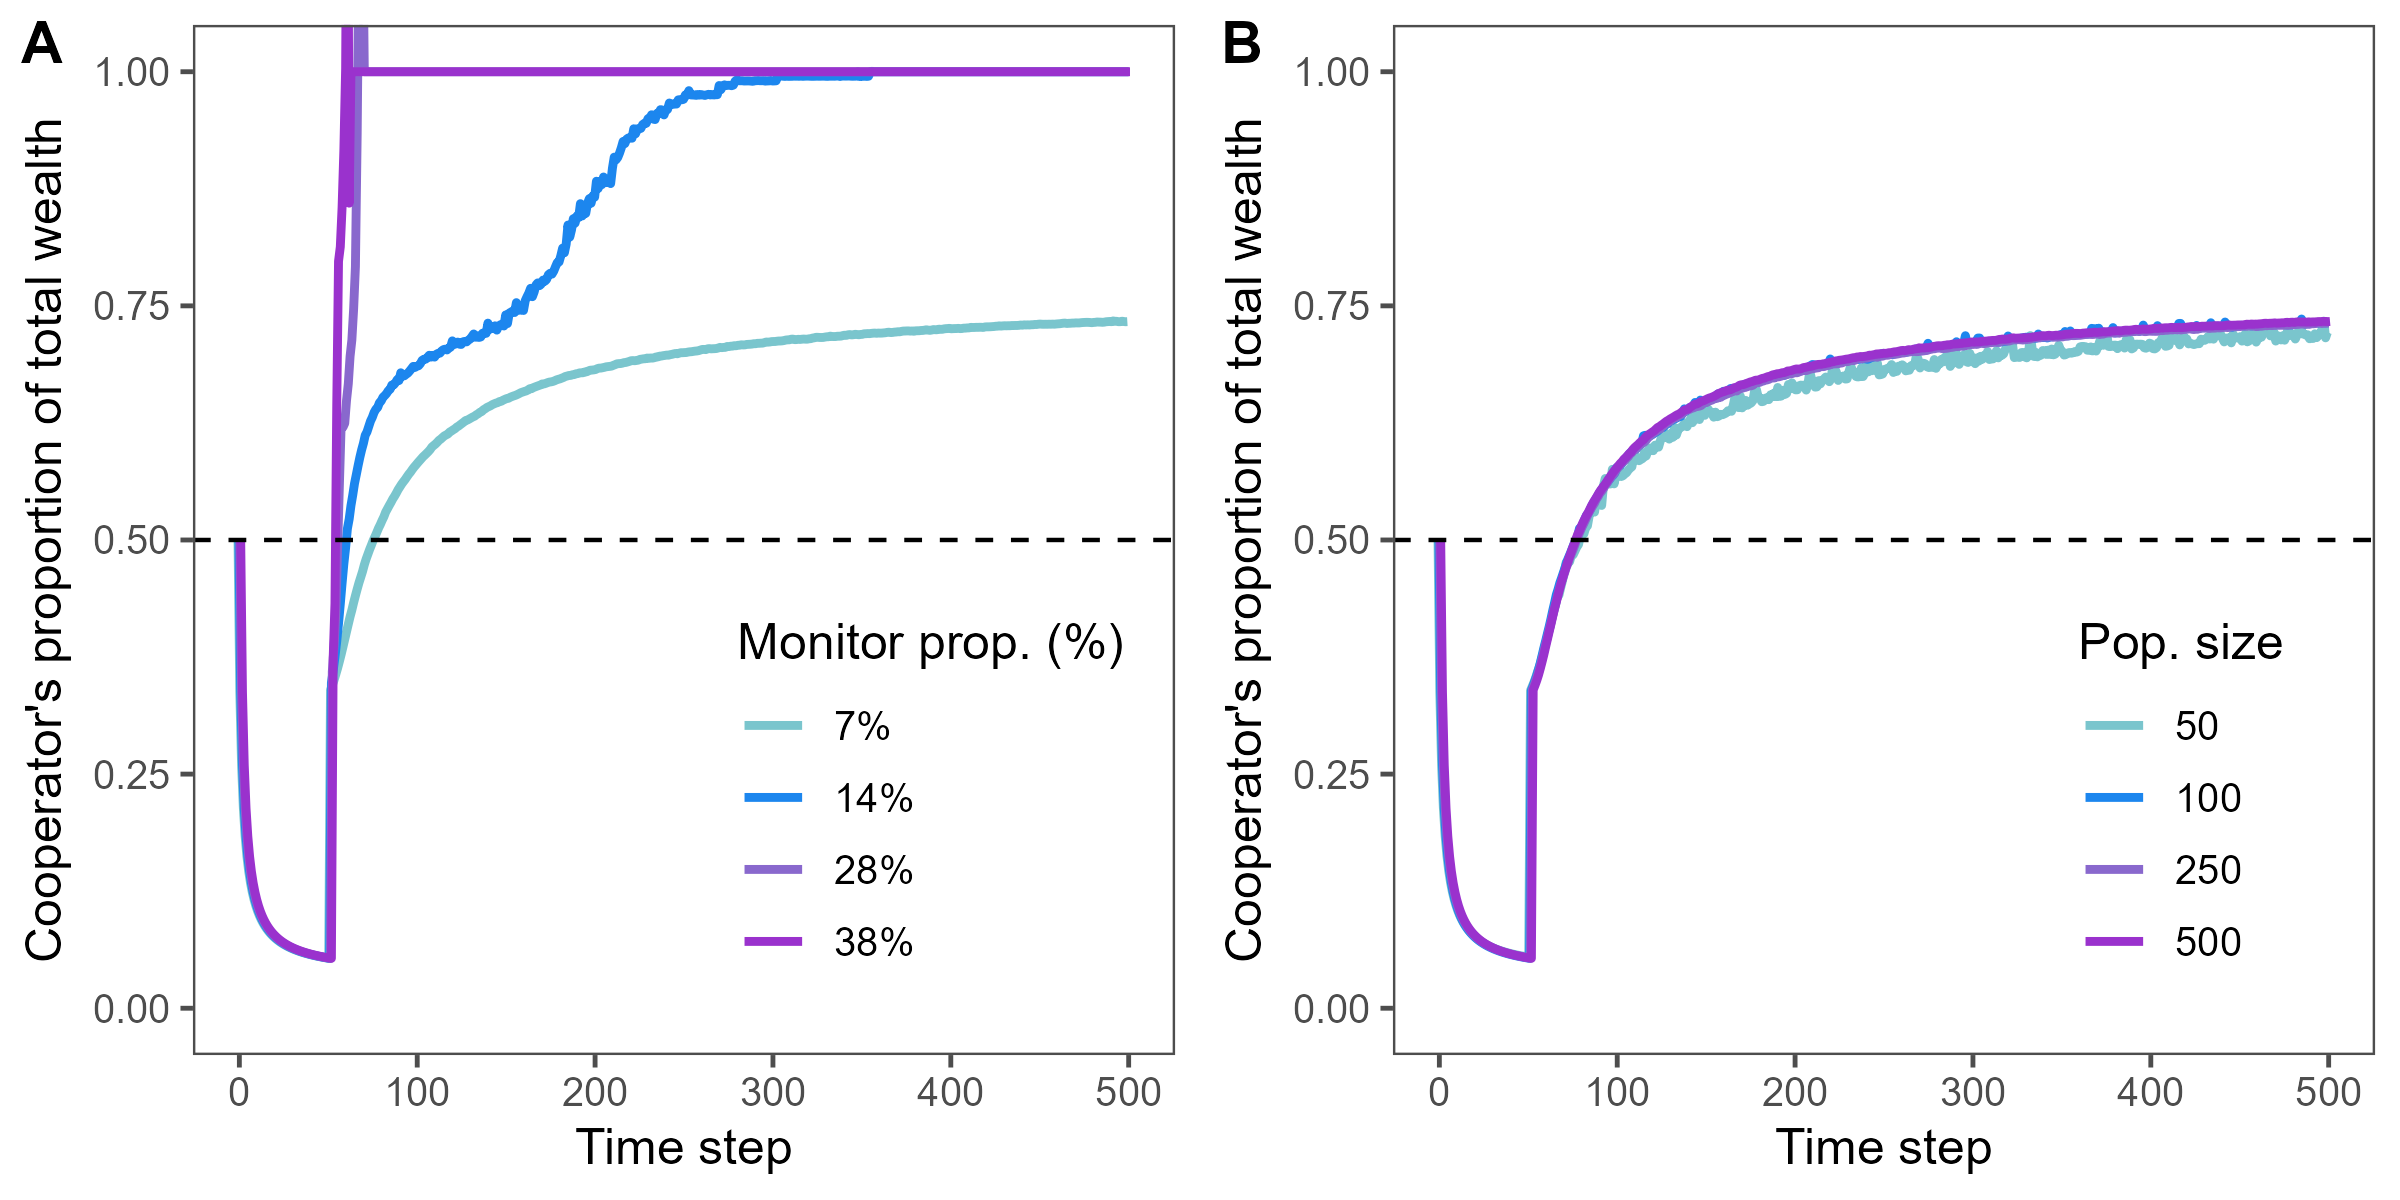 A
Cooperator's proportion of total wealth
1.00
0.75
0.50
0.25
0.00
0 100 200 300 400 500
Time step
Monitor prop. (%)
7%
14%
28%
38%
B
Cooperator's proportion of total wealth
1.00
0.75
0.50
0.25
0.00
0 100 200 300 400 500
Time step
Pop. size
50
100
250
500